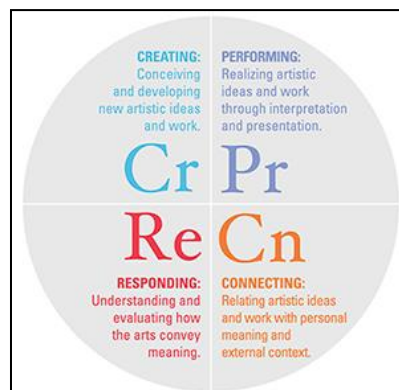 CREATING:
Conceiving
and developing
new artistic ideas
and work.
Cr
PERFORMING:
Realizing artistic
ideas and work
through interpretation
and presentation.
Pr
Re
RESPONDING:
Understanding and
evaluating how
the arts convey
meaning.
Cn
CONNECTING:
Relating artistic ideas
and work with personal
meaning and
external context.